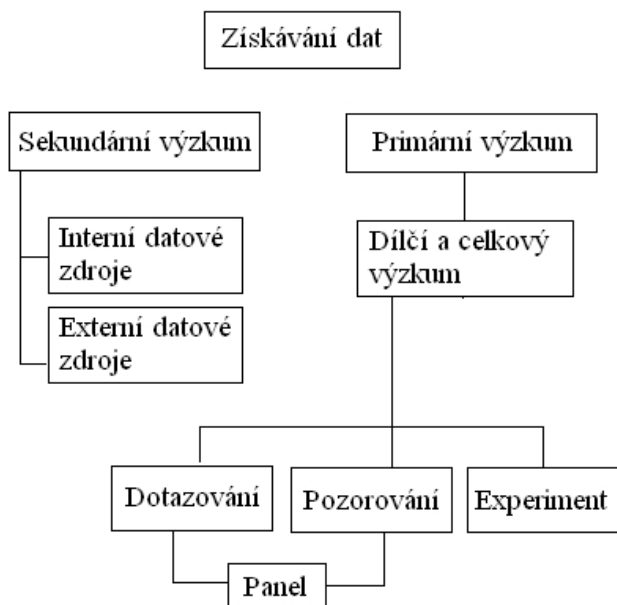 Získávání dat
Sekundární výzkum
Primární výzkum
Interní datové
zdroje
Dílčí a celkový
výzkum
Externí datové
zdroje
Dotazování
Pozorování
Experiment
Panel